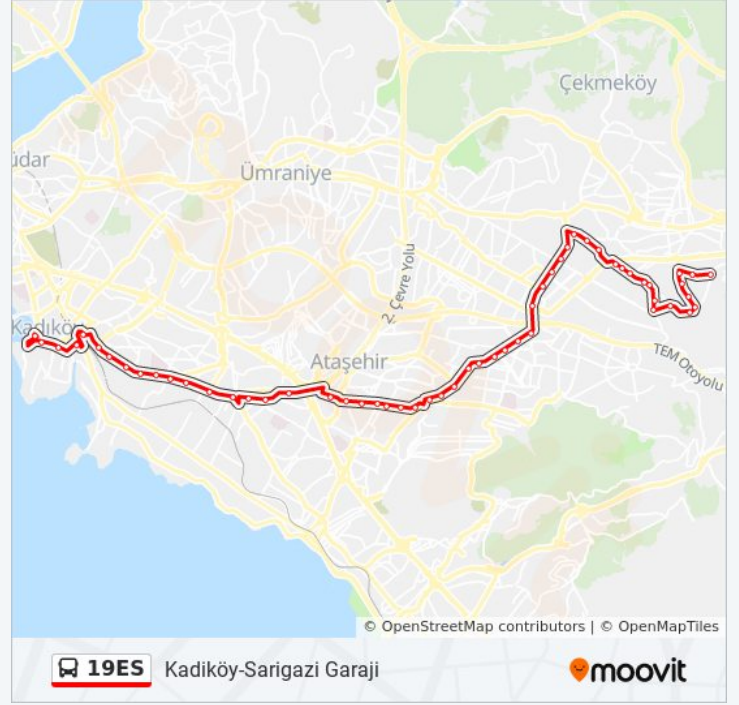 Çekmeköy
üdar
Ümraniye
2. Çevre Yolu
Kadıköy
Ataşehir
TEM Otoyolu
© OpenStreetMap contributors | © OpenMapTiles
19ES Kadiköy-Sarigazi Garaji moovit